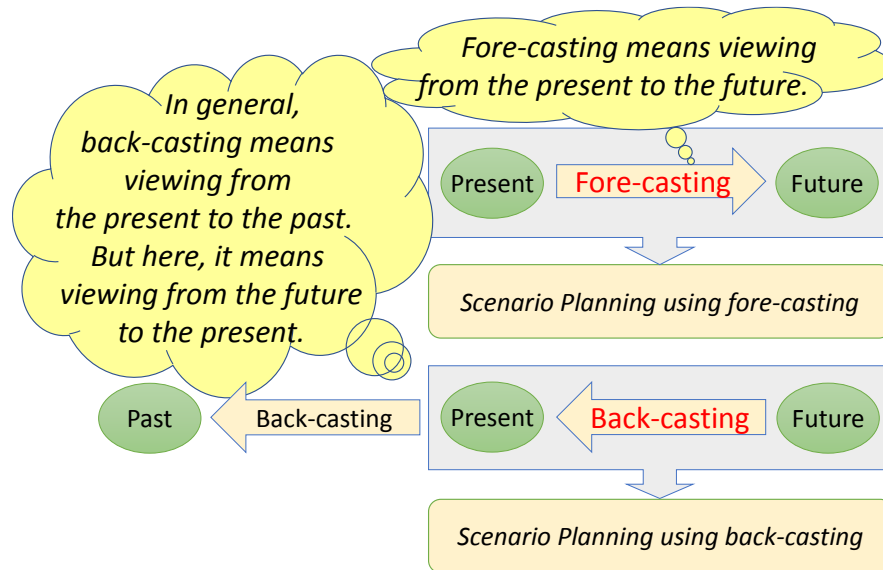 Fore-casting means viewing
from the present to the future.
In general,
back-casting means
viewing from
the present to the past.
But here, it means
viewing from the future
to the present.
Present
Fore-casting
Future
Scenario Planning using fore-casting
Past
Back-casting
Present
Back-casting
Future
Scenario Planning using back-casting